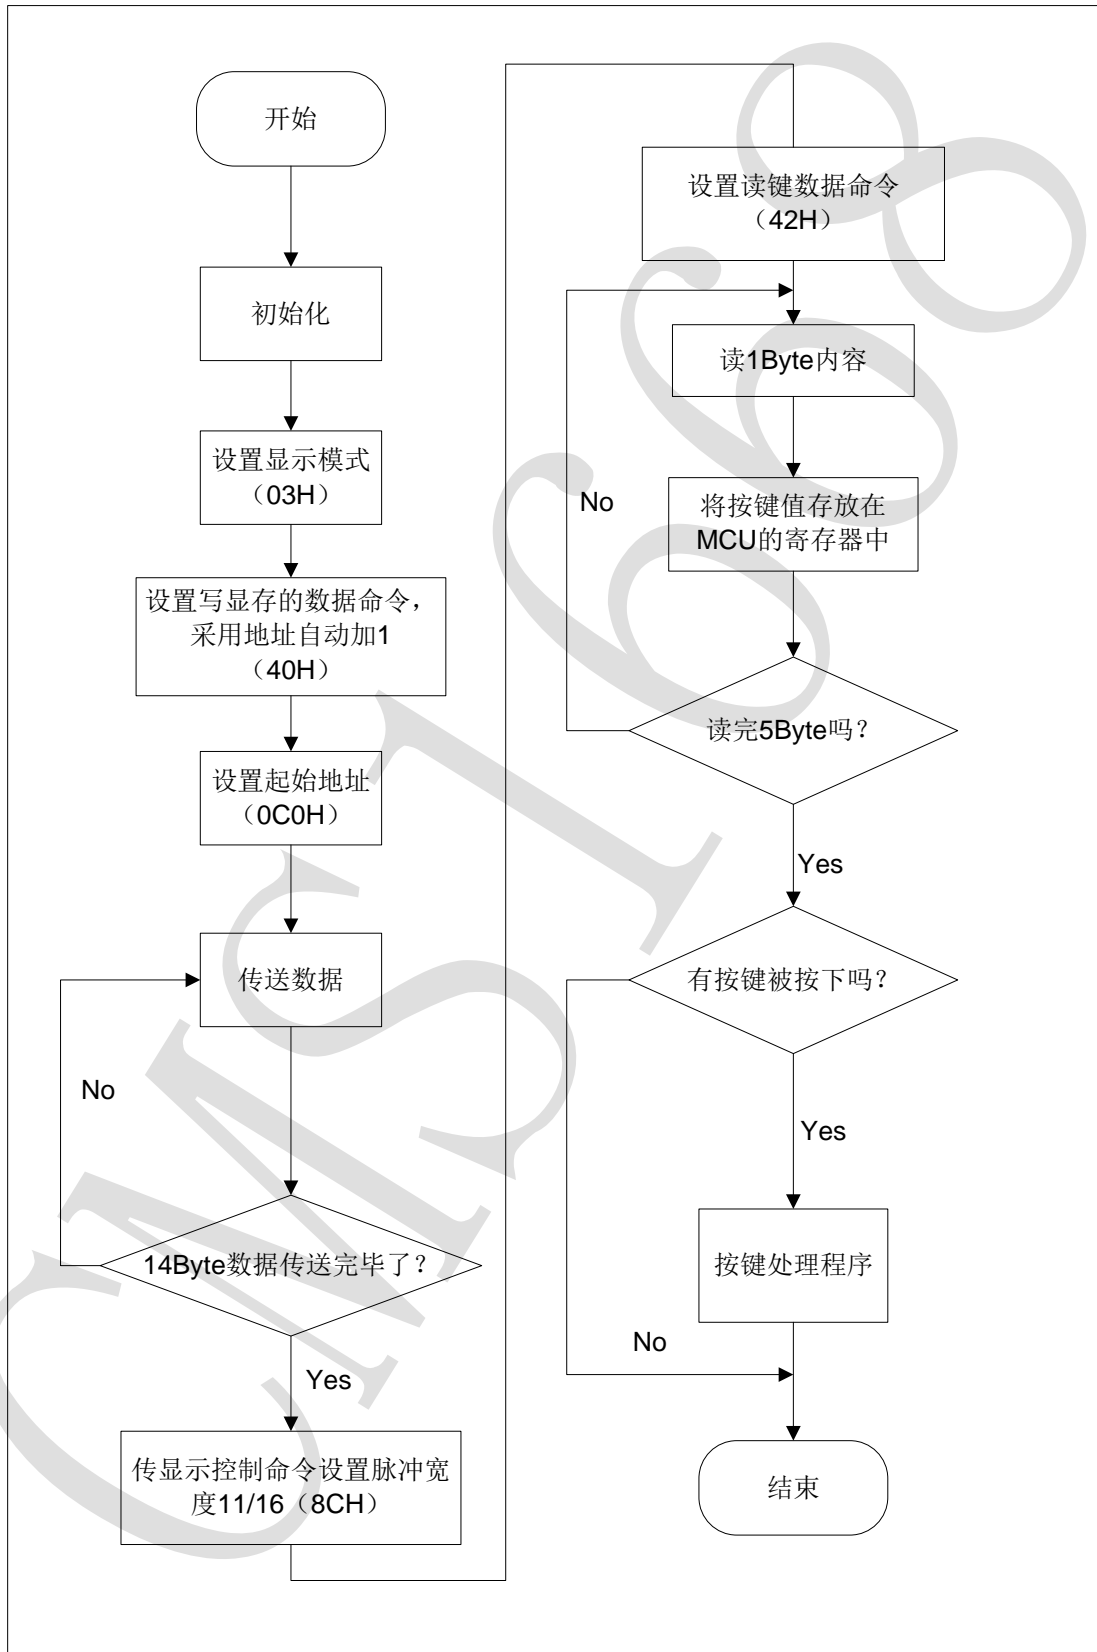 开始
初始化
设置显示模式
（03H）
设置写显存的数据命令，
采用地址自动加1
（40H）
设置起始地址
（0C0H）
传送数据
No
14Byte数据传送完毕了？
Yes
传显示控制命令设置脉冲宽
度11/16（8CH）
设置读键数据命令
（42H）
读1Byte内容
No
将按键值存放在
MCU的寄存器中
读完5Byte吗？
Yes
有按键被按下吗？
Yes
按键处理程序
No
结束
CMS1668